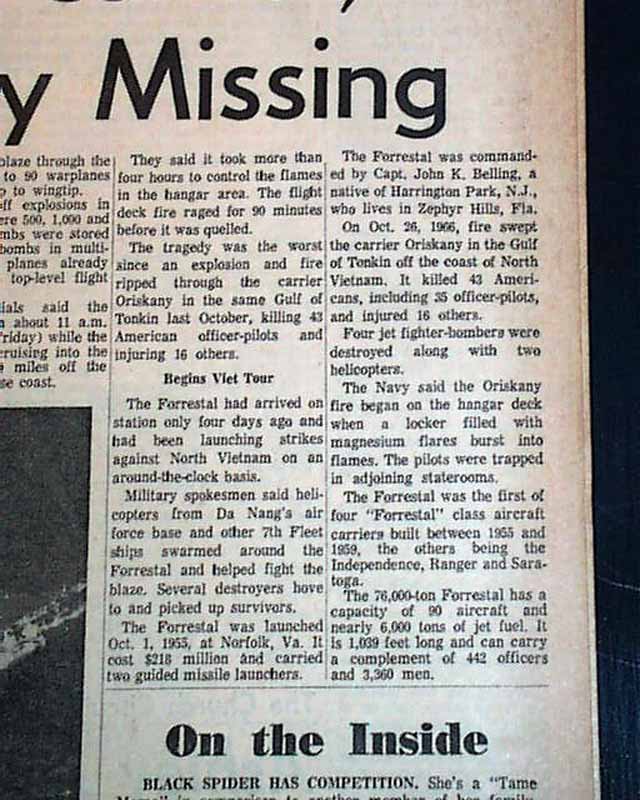 y Missing
blaze through the
to 90 warplanes
p to wingtip.
ff explosions in
ere 500, 1,000 and
mbs were stored
bombs in multi-
planes already
top-level flight
ials said the
about 11 a.m.
riday) while the
ruising into the
miles off the
se coast.
They said it took more than
four hours to control the flames
in the hangar area. The flight
deck fire raged for 90 minutes
before it was quelled.
The tragedy was the worst
since an explosion and fire
ripped through the carrier
Oriskany in the same Gulf of
Tonkin last October, killing 43
American officer-pilots and
injuring 16 others.
Begins Viet Tour
The Forrestal had arrived on
station only four days ago and
had been launching strikes
against North Vietnam on an
around-the-clock basis.
Military spokesmen said heli-
copters from Da Nang's air
force base and other 7th Fleet
ships swarmed around the
Forrestal and helped fight the
blaze. Several destroyers hove
to and picked up survivors.
The Forrestal was launched
Oct. 1, 1955, at Norfolk, Va. It
cost $218 million and carried
two guided missile launchers.
The Forrestal was command-
ed by Capt. John K. Belling, a
native of Harrington Park, N.J.,
who lives in Zephyr Hills, Fla.
On Oct. 26, 1966, fire swept
the carrier Oriskany in the Gulf
of Tonkin off the coast of North
Vietnam. It killed 43 Ameri-
cans, including 35 officer-pilots,
and injured 16 others.
Four jet fighter-bombers were
destroyed along with two
helicopters.
The Navy said the Oriskany
fire began on the hangar deck
when a locker filled with
magnesium flares burst into
flames. The pilots were trapped
in adjoining staterooms.
The Forrestal was the first of
four "Forrestal" class aircraft
carriers built between 1955 and
1959, the others being the
Independence, Ranger and Sara-
toga.
The 76,000-ton Forrestal has a
capacity of 90 aircraft and
nearly 6,000 tons of jet fuel. It
is 1,039 feet long and can carry
a complement of 442 officers
and 3,360 men.
On the Inside
BLACK SPIDER HAS COMPETITION. She's a "Tame
in comparison to another member of her family